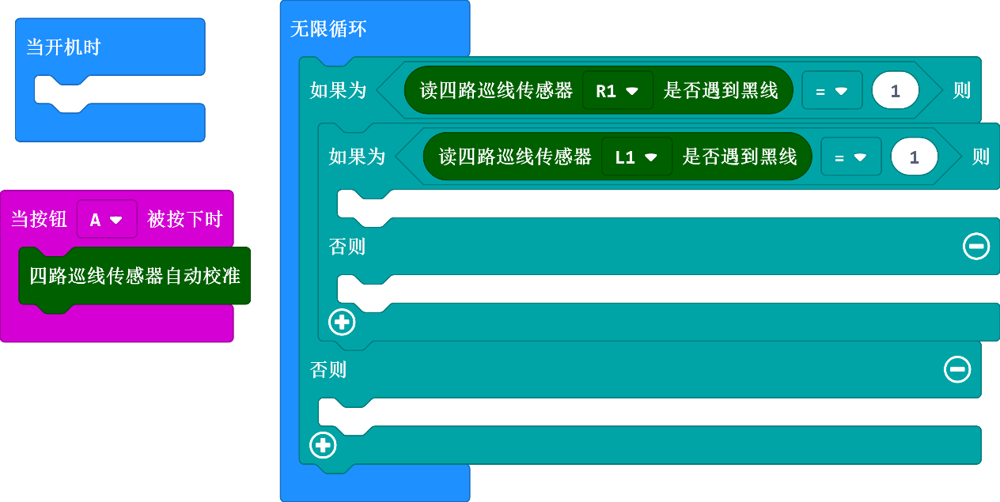 当开机时
当按钮 A 被按下时
四路巡线传感器自动校准
无限循环
如果为 读四路巡线传感器 R1 是否遇到黑线 = 1 则
如果为 读四路巡线传感器 L1 是否遇到黑线 = 1 则
否则
否则